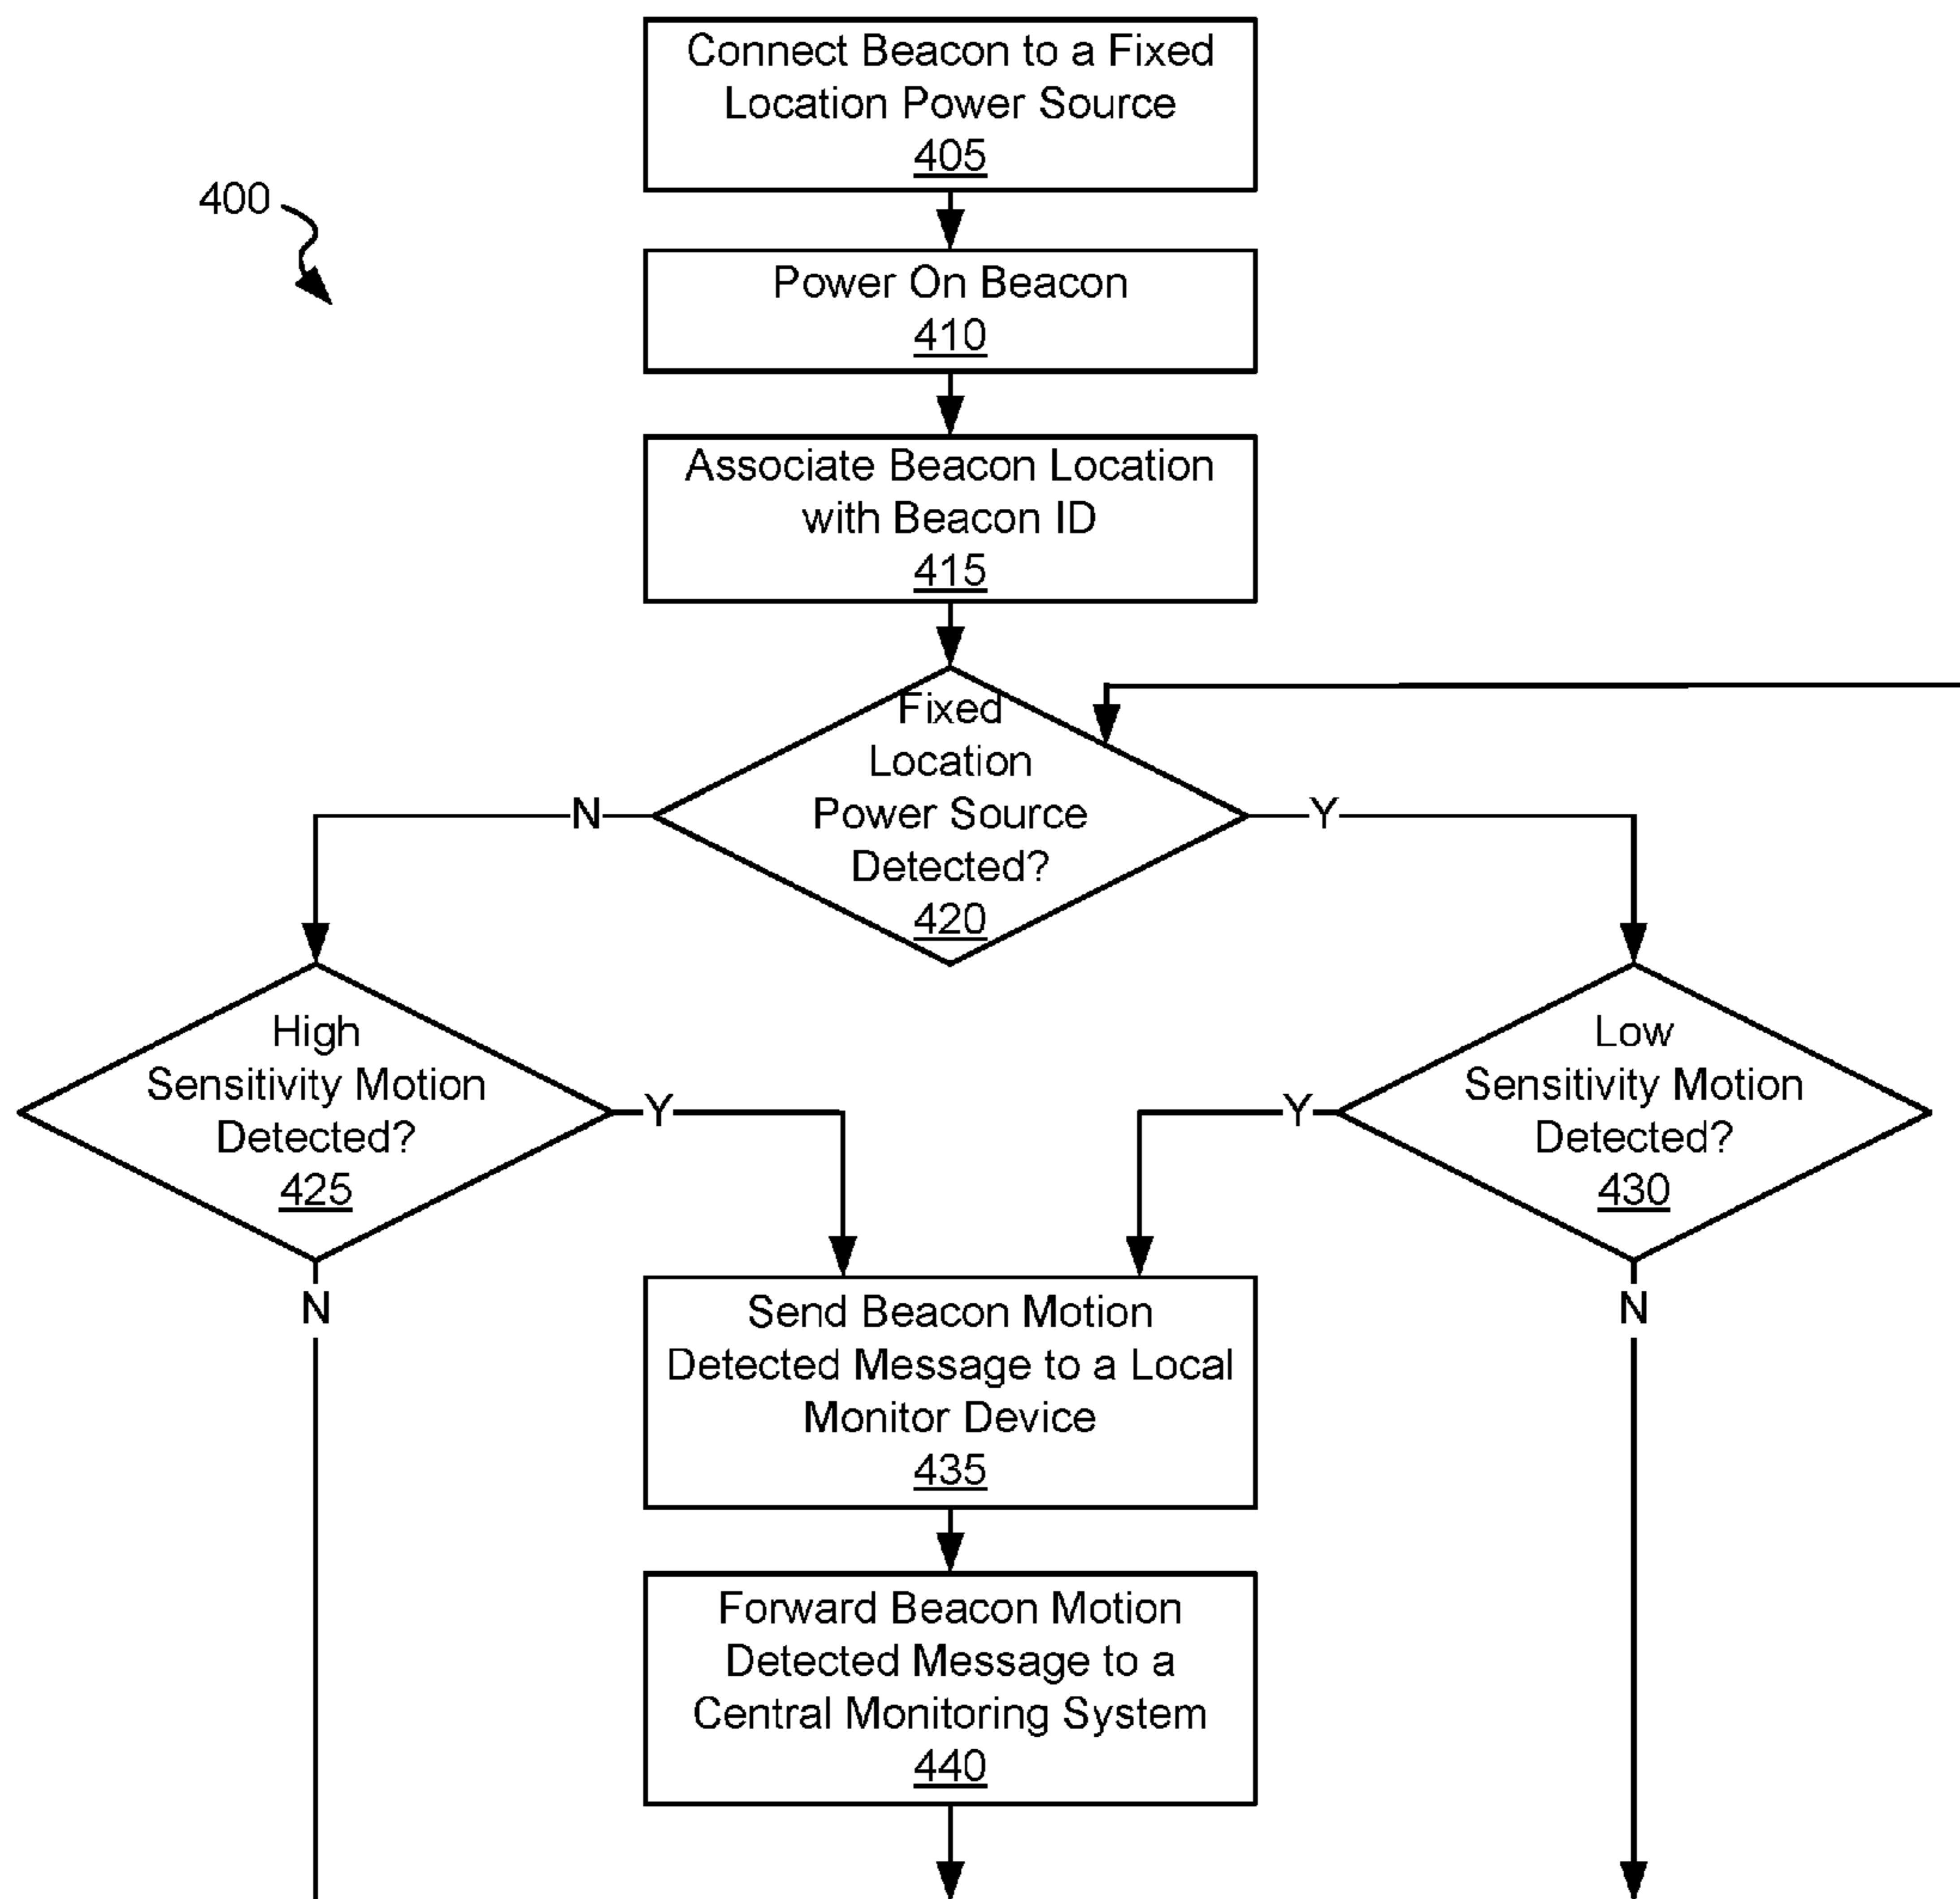 Connect Beacon to a Fixed
Location Power Source
405
400
Power On Beacon
410
Associate Beacon Location
with Beacon ID
415
Fixed
Location
Power Source
Detected?
420
N
Y
High
Sensitivity Motion
Detected?
425
Y
N
Low
Sensitivity Motion
Detected?
430
Y
N
Send Beacon Motion
Detected Message to a Local
Monitor Device
435
Forward Beacon Motion
Detected Message to a
Central Monitoring System
440